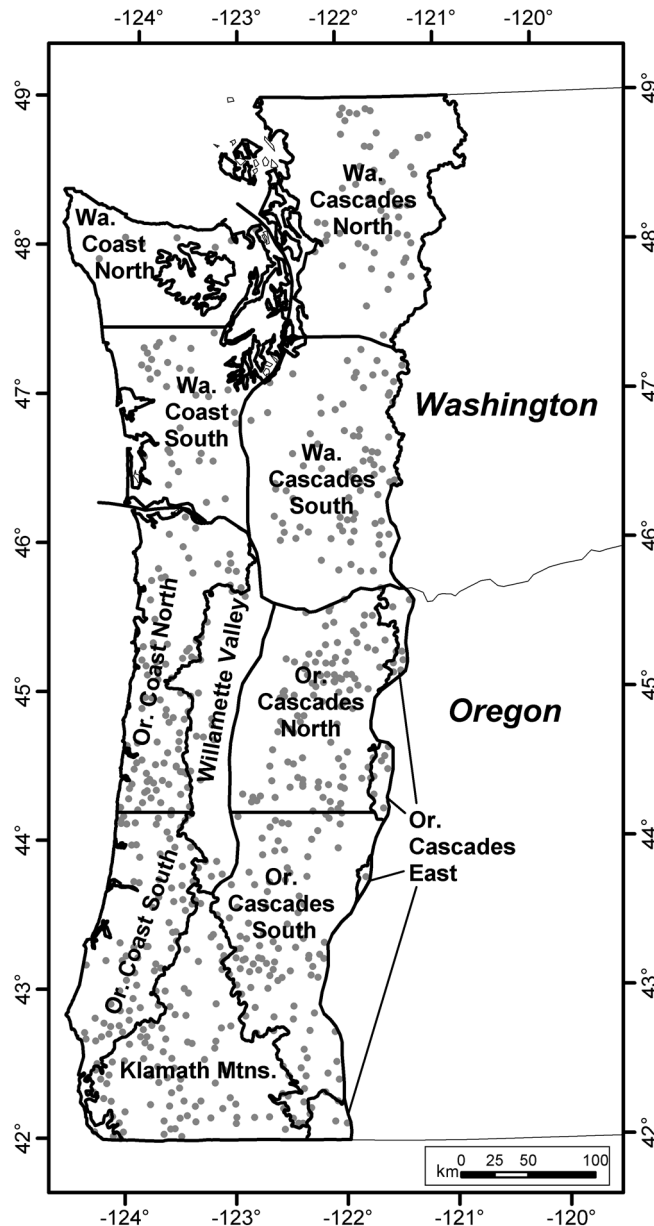 -124° -123° -122° -121° -120°
49° 49°
Wa.
Cascades
North
Wa.
Coast
North
48° 48°
47° 47°
Wa.
Coast
South
Washington
Wa.
Cascades
South
46° 46°
Or. Coast North
Willamette Valley
Or.
Cascades
North
45° 45°
Oregon
44° 44°
Or.
Cascades
East
Or. Coast South
Or.
Cascades
South
43° 43°
Klamath Mtns.
42° 42°
0 25 50 100
km
-124° -123° -122° -121° -120°